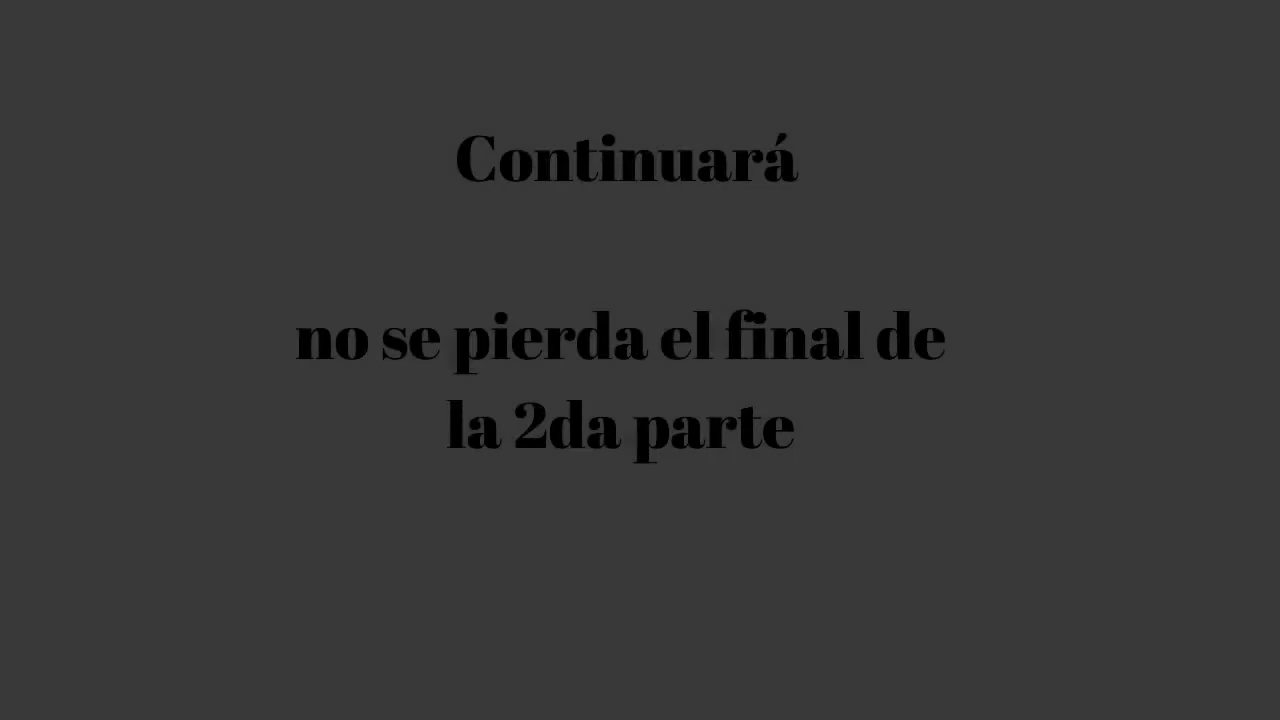 Continuará
no se pierda el final de
la 2da parte